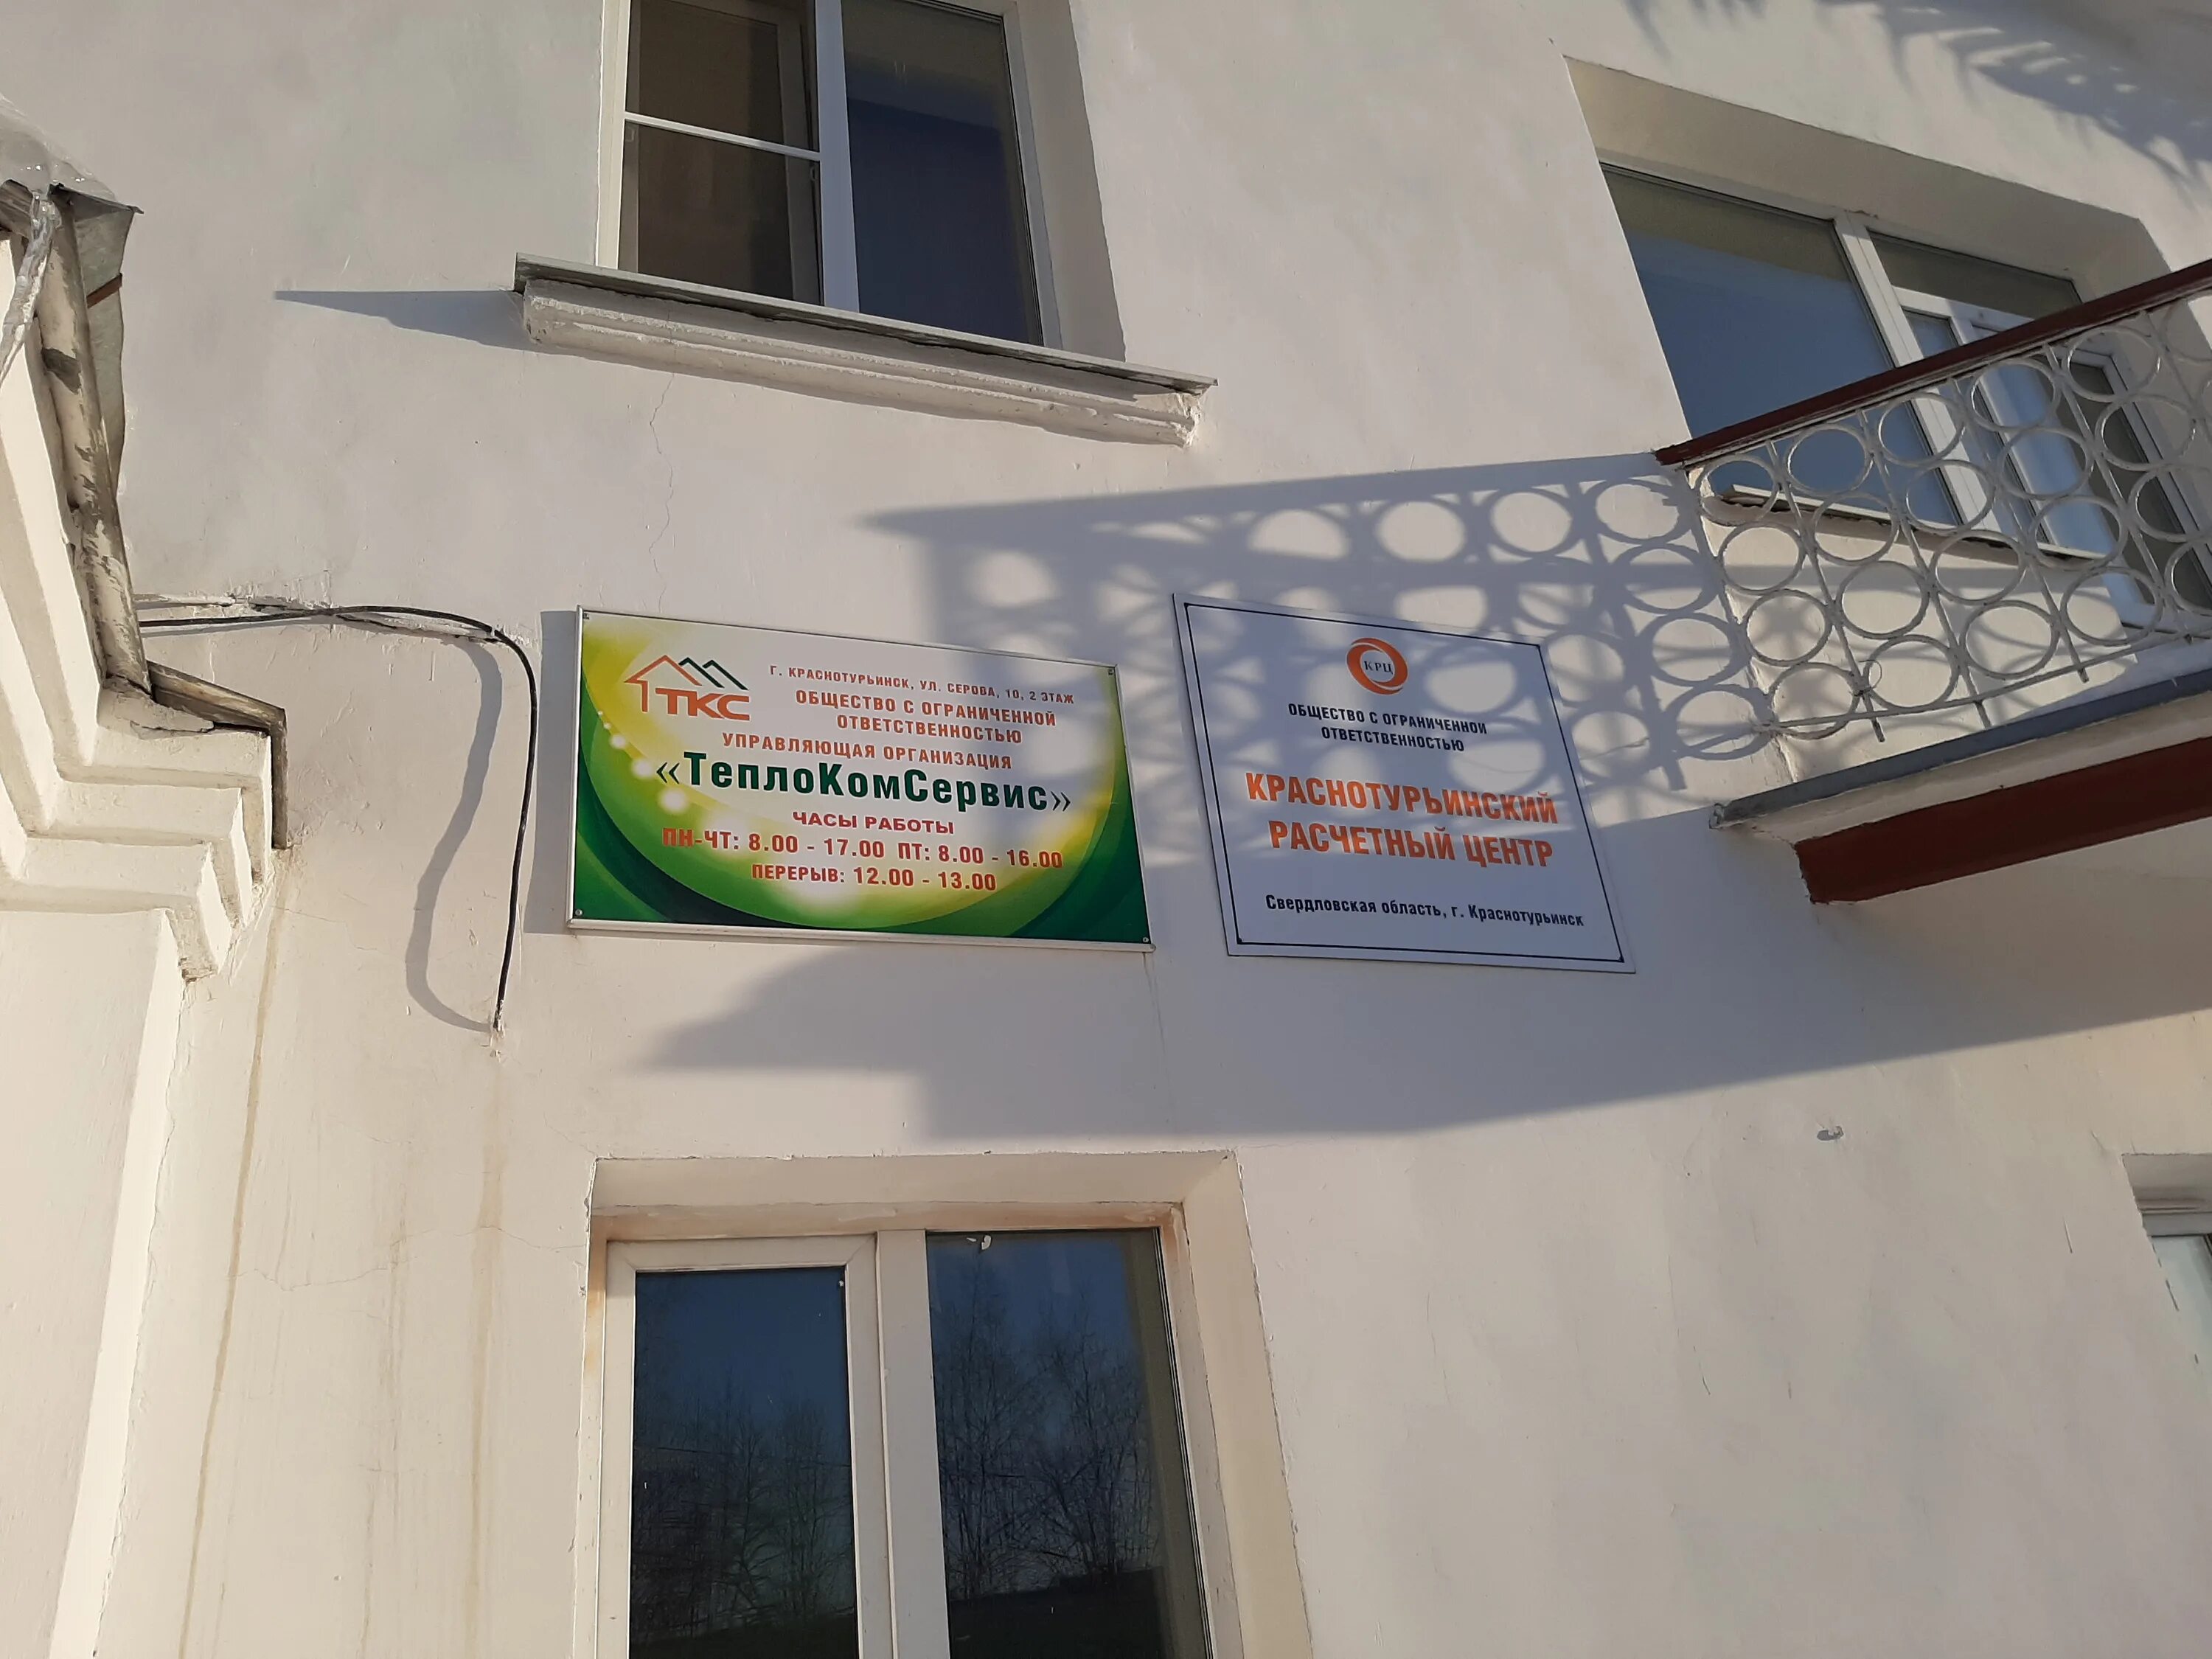 ТКС
Г. КРАСНОТУРЬИНСК, УЛ. СЕРОВА, 10, 2 ЭТАЖ
ОБЩЕСТВО С ОГРАНИЧЕННОЙ
ОТВЕТСТВЕННОСТЬЮ
УПРАВЛЯЮЩАЯ ОРГАНИЗАЦИЯ
«ТеплоКомСервис»
ЧАСЫ РАБОТЫ
ПН-ЧТ: 8.00 - 17.00 ПТ: 8.00 - 16.00
ПЕРЕРЫВ: 12.00 - 13.00
КРЦ
ОБЩЕСТВО С ОГРАНИЧЕННОЙ
ОТВЕТСТВЕННОСТЬЮ
КРАСНОТУРЬИНСКИЙ
РАСЧЕТНЫЙ ЦЕНТР
Свердловская область, г. Краснотурьинск